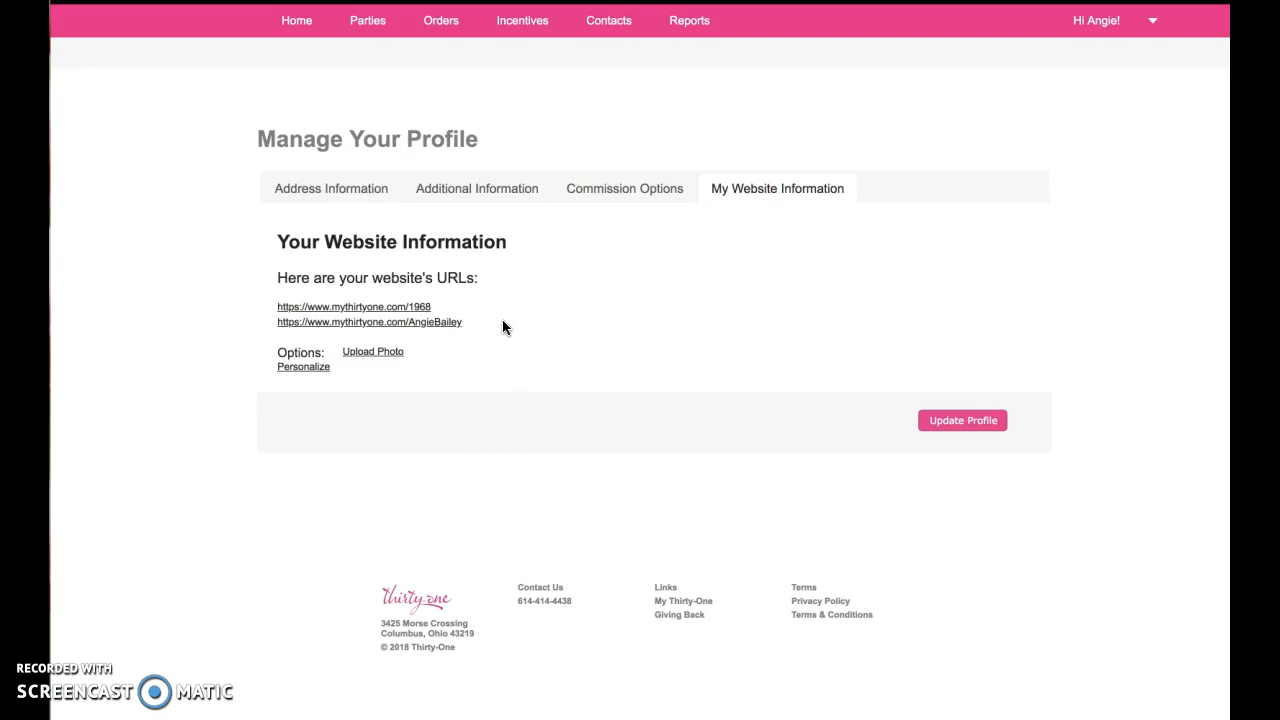 Home Parties Orders Incentives Contacts Reports Hi Angie!
Manage Your Profile
Address Information Additional Information Commission Options My Website Information
Your Website Information
Here are your website's URLs:
https://www.mythirtyone.com/1968
https://www.mythirtyone.com/AngieBailey
Options: Upload Photo
Personalize
Update Profile
thirty-one
3425 Morse Crossing
Columbus, Ohio 43219
© 2018 Thirty-One
Contact Us
614-414-4438
Links
My Thirty-One
Giving Back
Terms
Privacy Policy
Terms & Conditions
RECORDED WITH
SCREENCAST MATIC